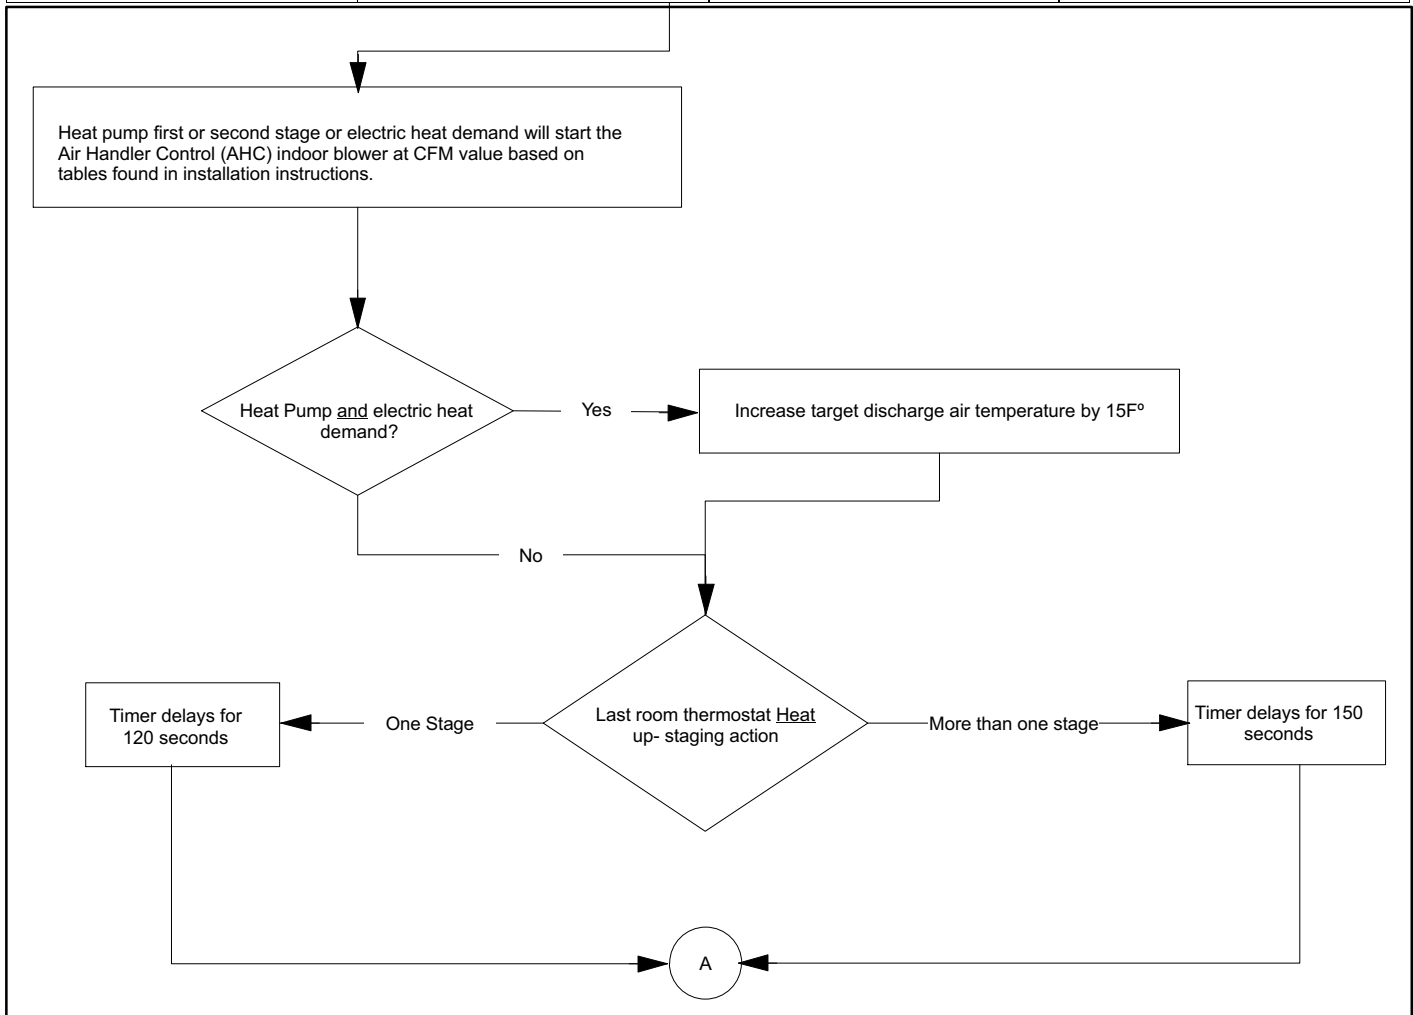 Heat pump first or second stage or electric heat demand will start the
Air Handler Control (AHC) indoor blower at CFM value based on
tables found in installation instructions.
Heat Pump and electric heat
demand?
Yes
Increase target discharge air temperature by 15Fº
No
Last room thermostat Heat
up- staging action
One Stage
Timer delays for
120 seconds
More than one stage
Timer delays for 150
seconds
A